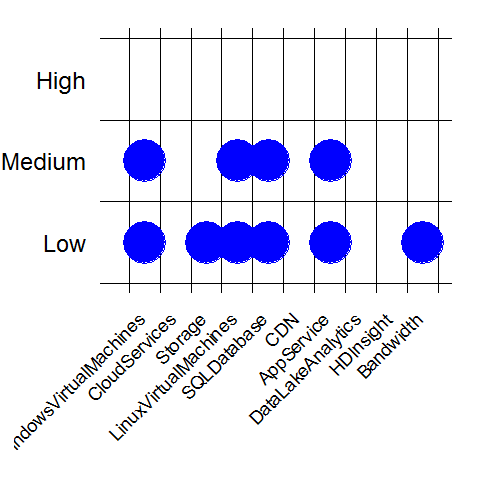 High
Medium
Low
ndowsVirtualMachines
CloudServices
Storage
LinuxVirtualMachines
SQLDatabase
CDN
AppService
DataLakeAnalytics
HDInsight
Bandwidth